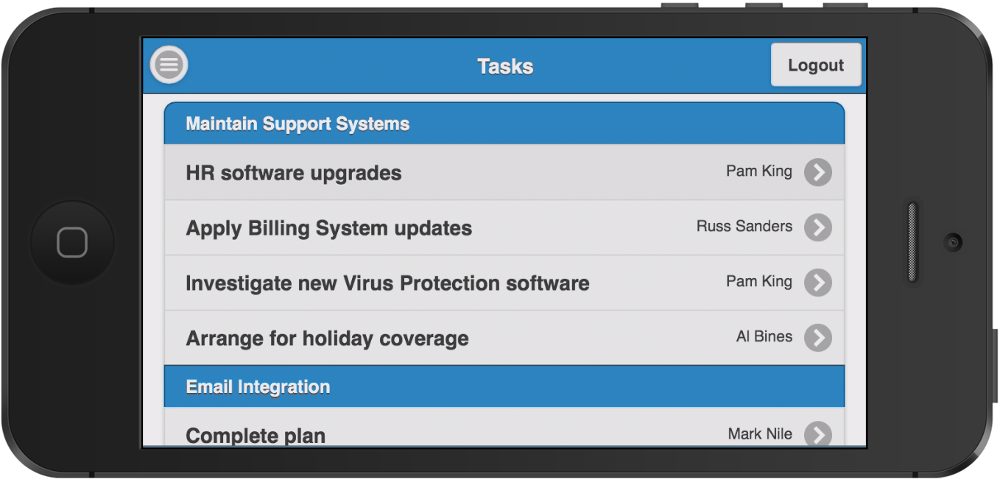 Tasks
Logout
Maintain Support Systems
HR software upgrades Pam King
Apply Billing System updates Russ Sanders
Investigate new Virus Protection software Pam King
Arrange for holiday coverage Al Bines
Email Integration
Complete plan Mark Nile